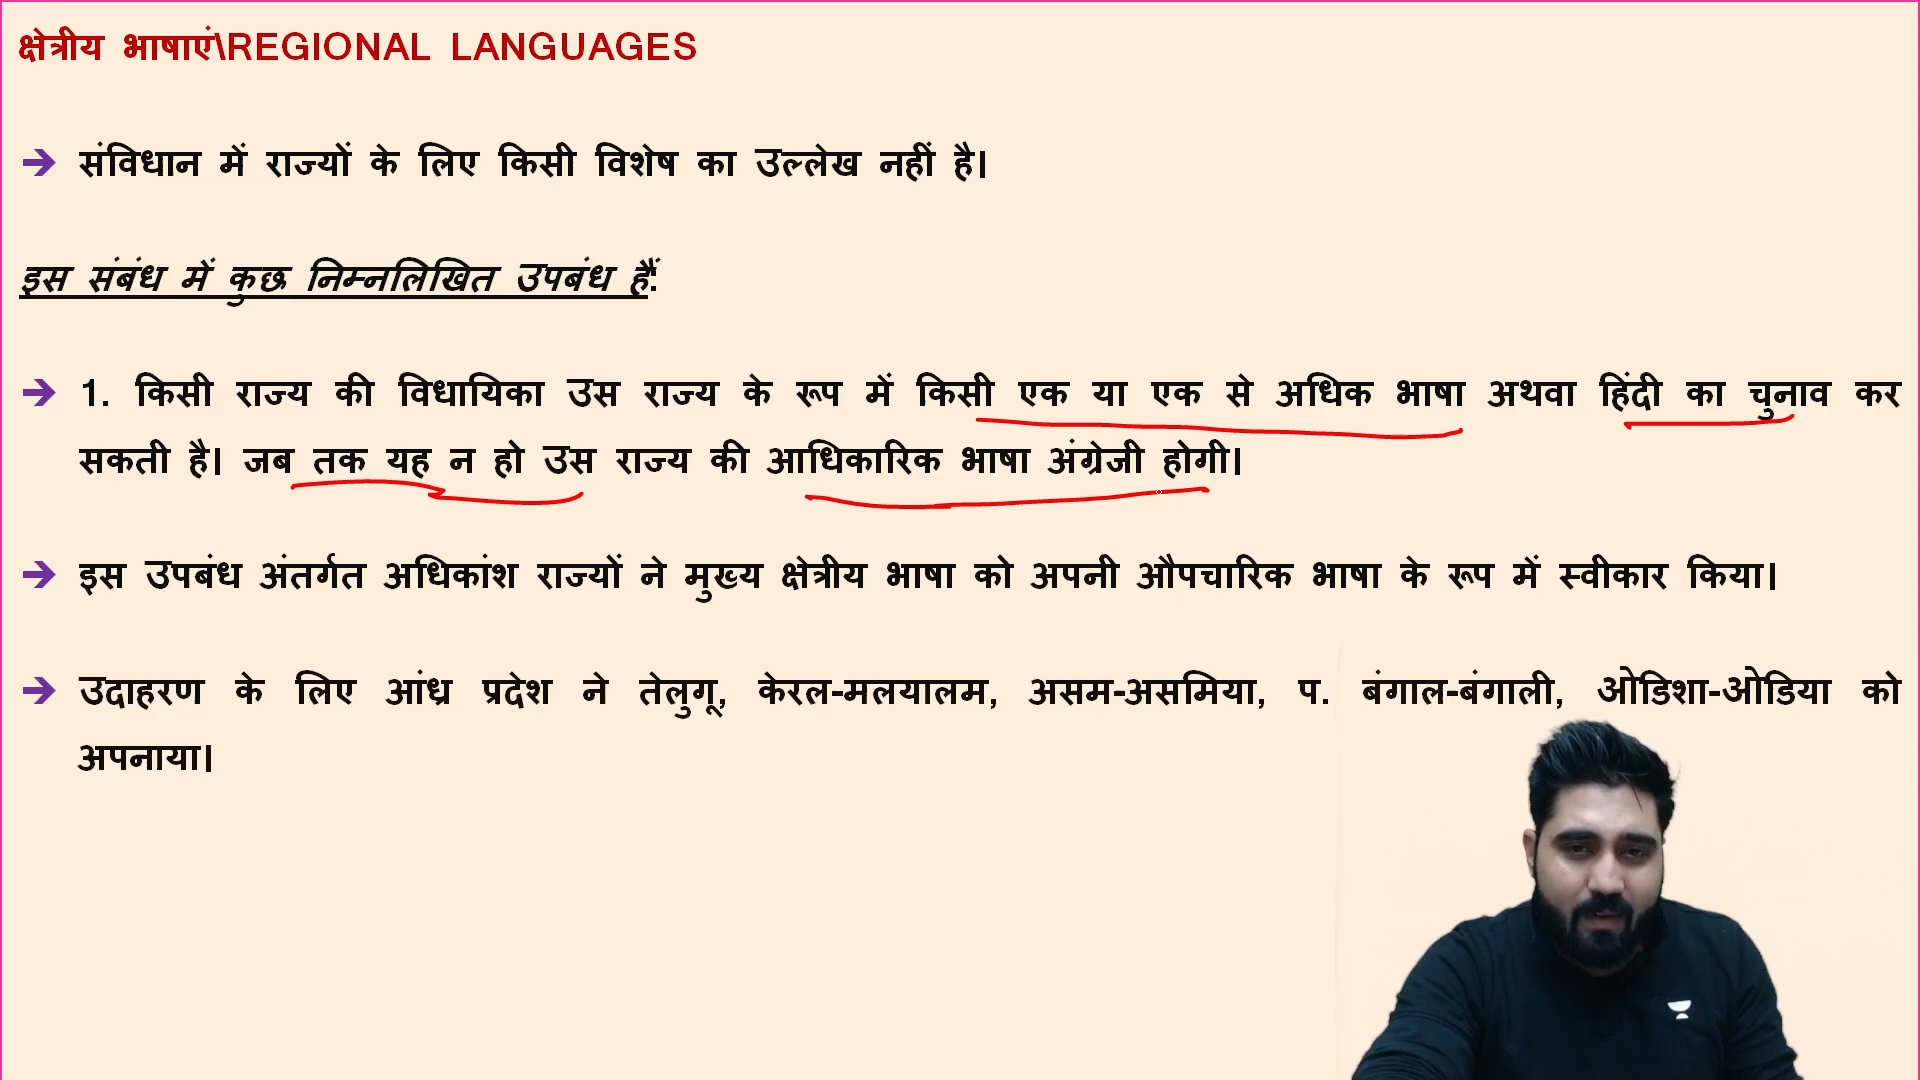 क्षेत्रीय भाषाएं\REGIONAL LANGUAGES
संविधान में राज्यों के लिए किसी विशेष का उल्लेख नहीं है।
इस संबंध में कुछ निम्नलिखित उपबंध हैं:
1. किसी राज्य की विधायिका उस राज्य के रूप में किसी एक या एक से अधिक भाषा अथवा हिंदी का चुनाव कर
सकती है। जब तक यह न हो उस राज्य की आधिकारिक भाषा अंग्रेजी होगी।
इस उपबंध अंतर्गत अधिकांश राज्यों ने मुख्य क्षेत्रीय भाषा को अपनी औपचारिक भाषा के रूप में स्वीकार किया।
उदाहरण के लिए आंध्र प्रदेश ने तेलुगू, केरल-मलयालम, असम-असमिया, प. बंगाल-बंगाली, ओडिशा-ओडिया को
अपनाया।